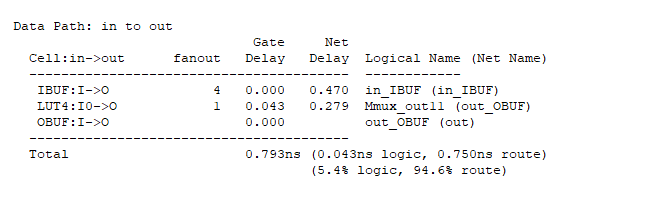 Data Path: in to out
Gate Net
Cell:in->out fanout Delay Delay Logical Name (Net Name)
---------------------------------------- ------------
IBUF:I->O 4 0.000 0.470 in_IBUF (in_IBUF)
LUT4:I0->O 1 0.043 0.279 Mmux_out11 (out_OBUF)
OBUF:I->O 0.000 out_OBUF (out)
----------------------------------------
Total 0.793ns (0.043ns logic, 0.750ns route)
(5.4% logic, 94.6% route)